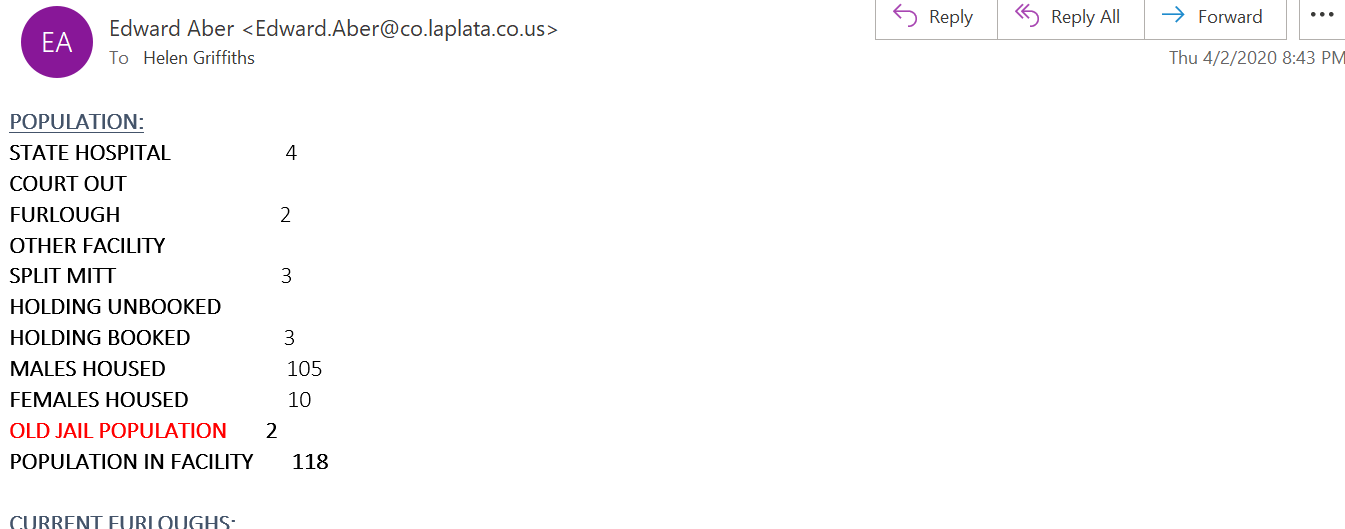 EA
Edward Aber <Edward.Aber@co.laplata.co.us>
To Helen Griffiths
Reply
Reply All
Forward
Thu 4/2/2020 8:43 PM
POPULATION:
STATE HOSPITAL 4
COURT OUT
FURLOUGH 2
OTHER FACILITY
SPLIT MITT 3
HOLDING UNBOOKED
HOLDING BOOKED 3
MALES HOUSED 105
FEMALES HOUSED 10
OLD JAIL POPULATION 2
POPULATION IN FACILITY 118
CURRENT FURLOUGHS: